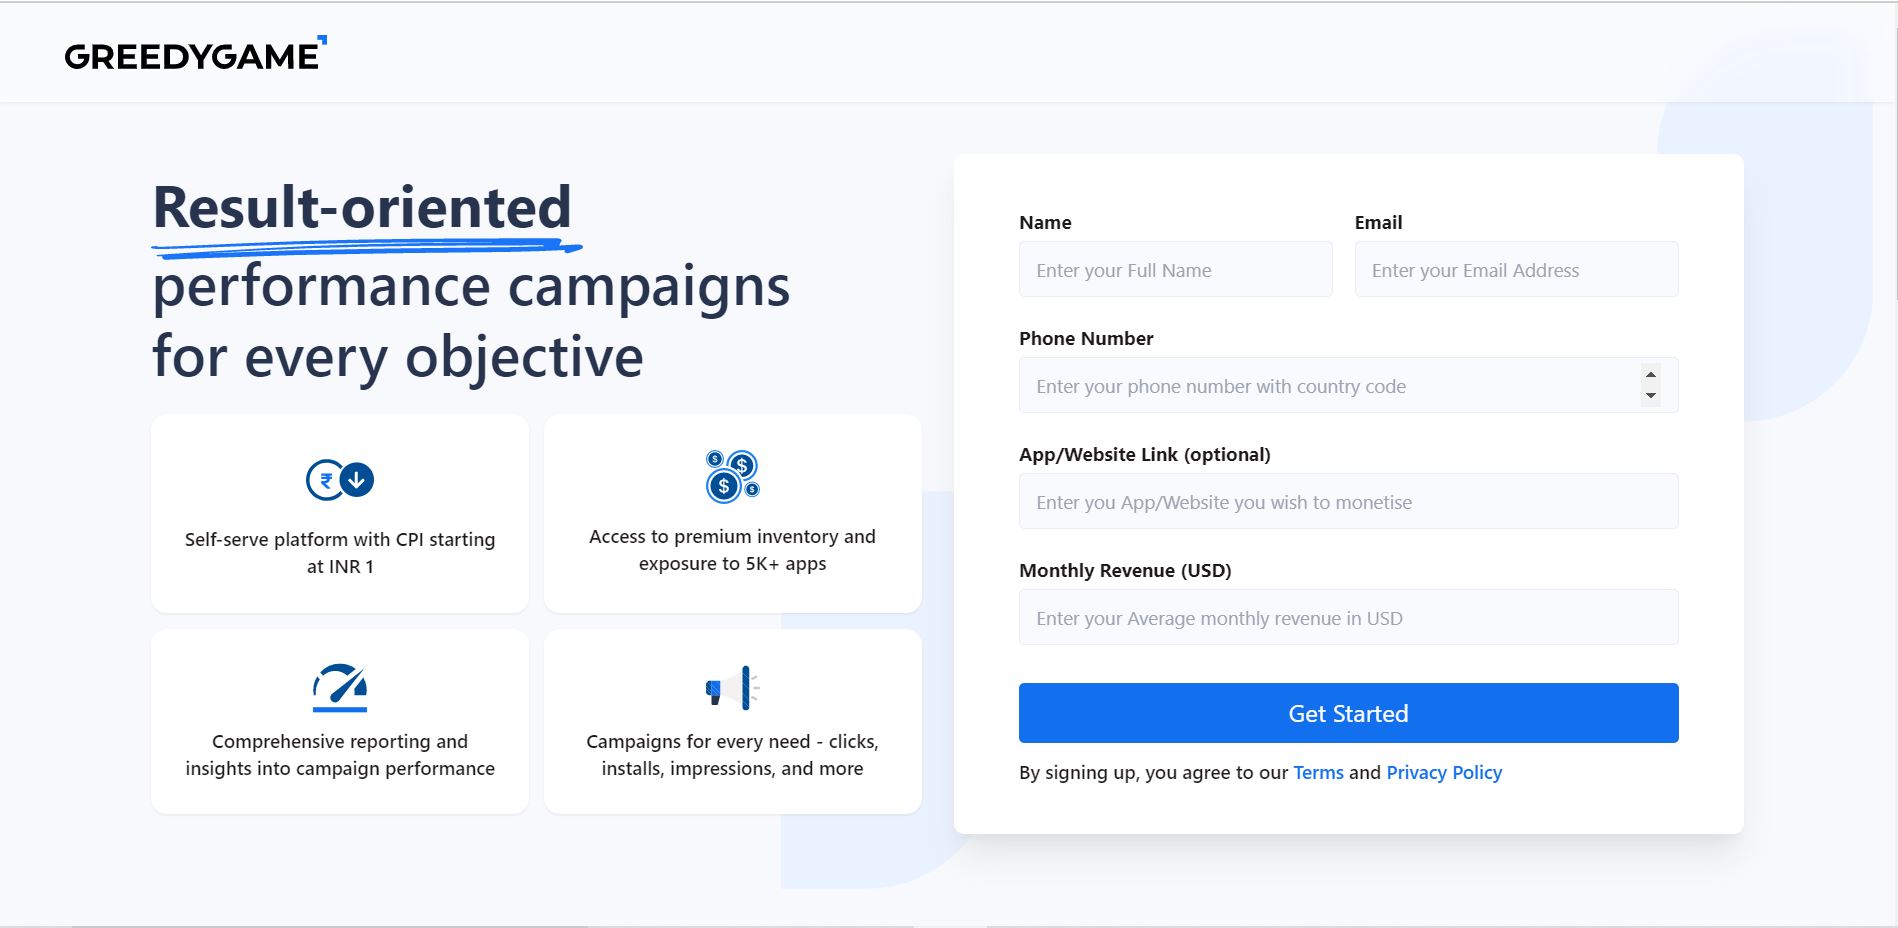 GREEDYGAME
Result-oriented
performance campaigns
for every objective
₹
Self-serve platform with CPI starting
at INR 1
$ $ $ $
Access to premium inventory and
exposure to 5K+ apps
Comprehensive reporting and
insights into campaign performance
Campaigns for every need - clicks,
installs, impressions, and more
Name Email
Enter your Full Name Enter your Email Address
Phone Number
Enter your phone number with country code
App/Website Link (optional)
Enter you App/Website you wish to monetise
Monthly Revenue (USD)
Enter your Average monthly revenue in USD
Get Started
By signing up, you agree to our Terms and Privacy Policy